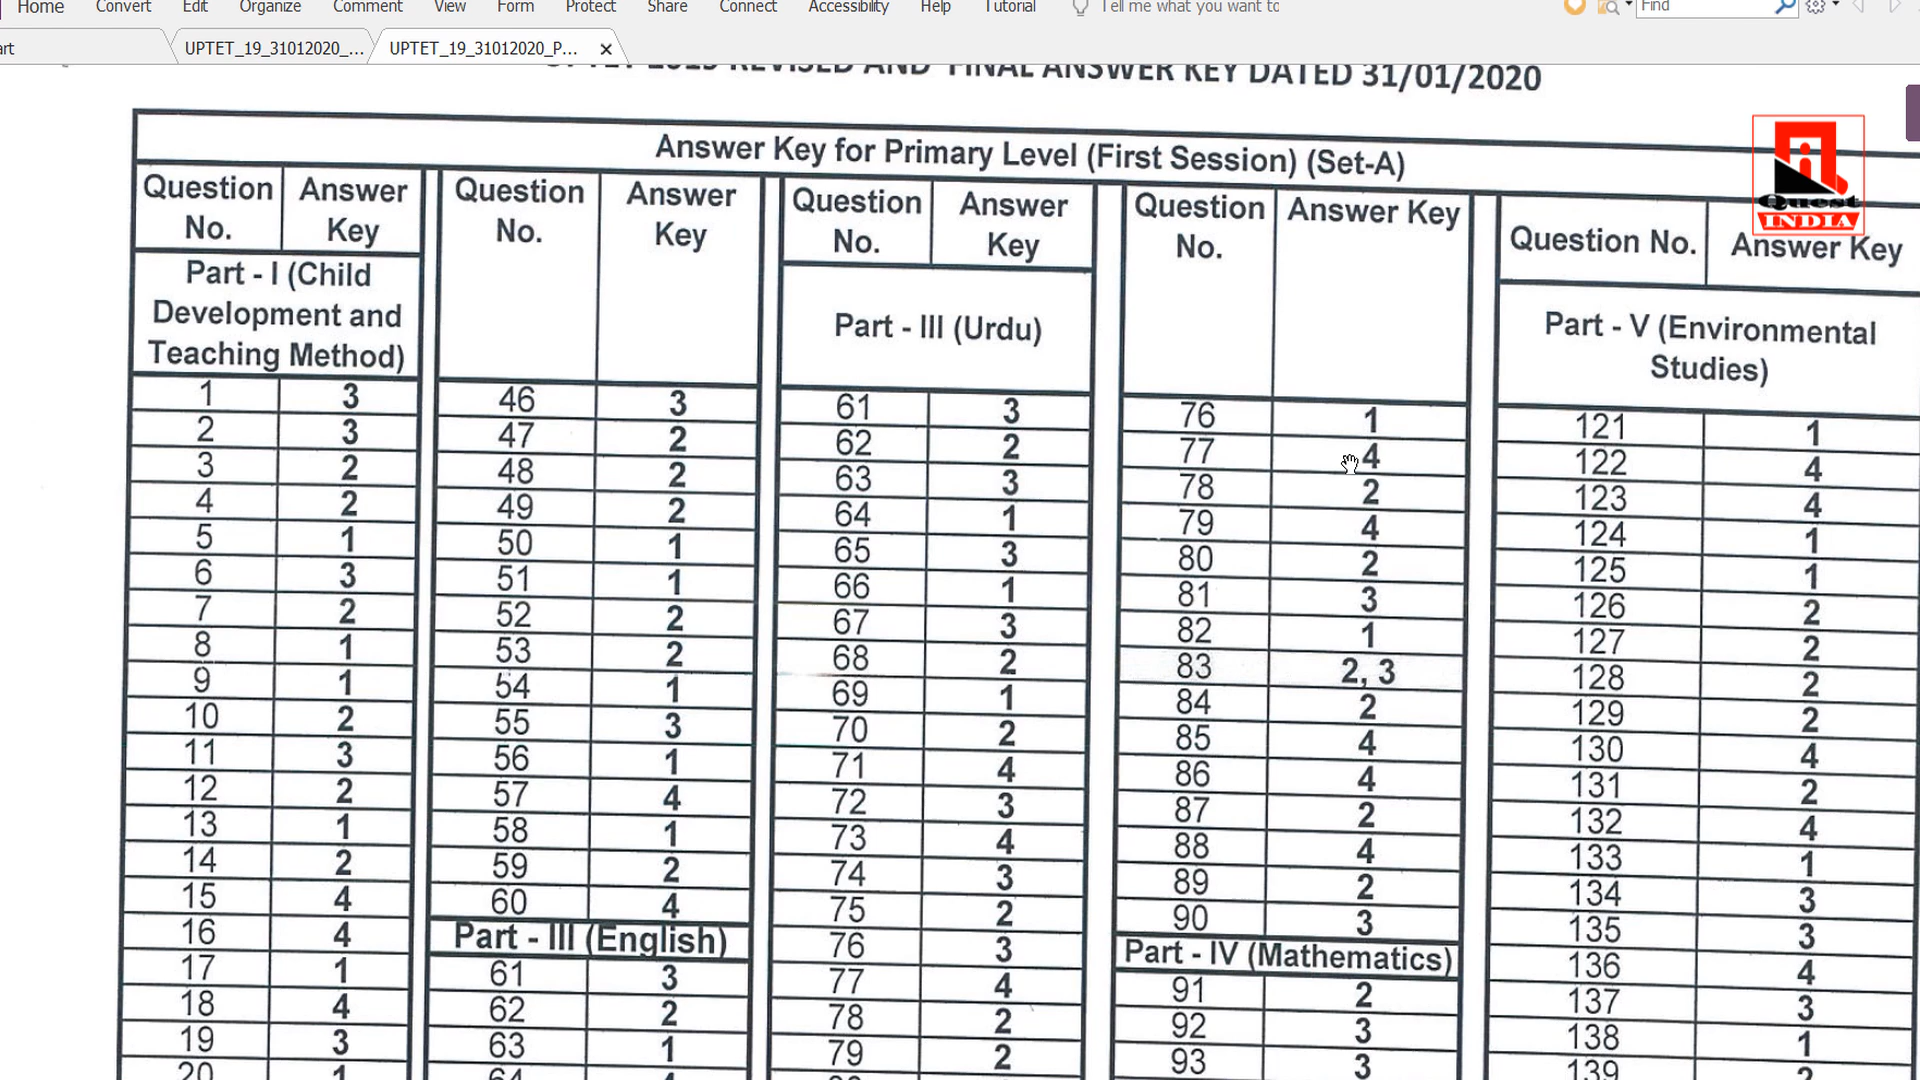 Home Convert Edit Organize Comment View Form Protect Share Connect Accessibility Help Tutorial Tell me what you want to Find
art UPTET_19_31012020_... UPTET_19_31012020_P... ×
REVISED AND FINAL ANSWER KEY DATED 31/01/2020
Answer Key for Primary Level (First Session) (Set-A)
Quest
INDIA
Question No. Answer Key Question No. Answer Key Question No. Answer Key Question No. Answer Key Question No. Answer Key
Part - I (Child Development and Teaching Method) Part - III (Urdu) Part - V (Environmental Studies)
1 3 46 3 61 3 76 1 121 1
2 3 47 2 62 2 77 4 122 4
3 2 48 2 63 3 78 2 123 4
4 2 49 2 64 1 79 4 124 1
5 1 50 1 65 3 80 2 125 1
6 3 51 1 66 1 81 3 126 2
7 2 52 2 67 3 82 1 127 2
8 1 53 2 68 2 83 2, 3 128 2
9 1 54 1 69 1 84 2 129 2
10 2 55 3 70 2 85 4 130 4
11 3 56 1 71 4 86 4 131 2
12 2 57 4 72 3 87 2 132 4
13 1 58 1 73 4 88 4 133 1
14 2 59 2 74 3 89 2 134 3
15 4 60 4 75 2 90 3 135 3
16 4 Part - III (English) 76 3 Part - IV (Mathematics) 136 4
17 1 61 3 77 4 91 2 137 3
18 4 62 2 78 2 92 3 138 1
19 3 63 1 79 2 93 3 139
20 1 64